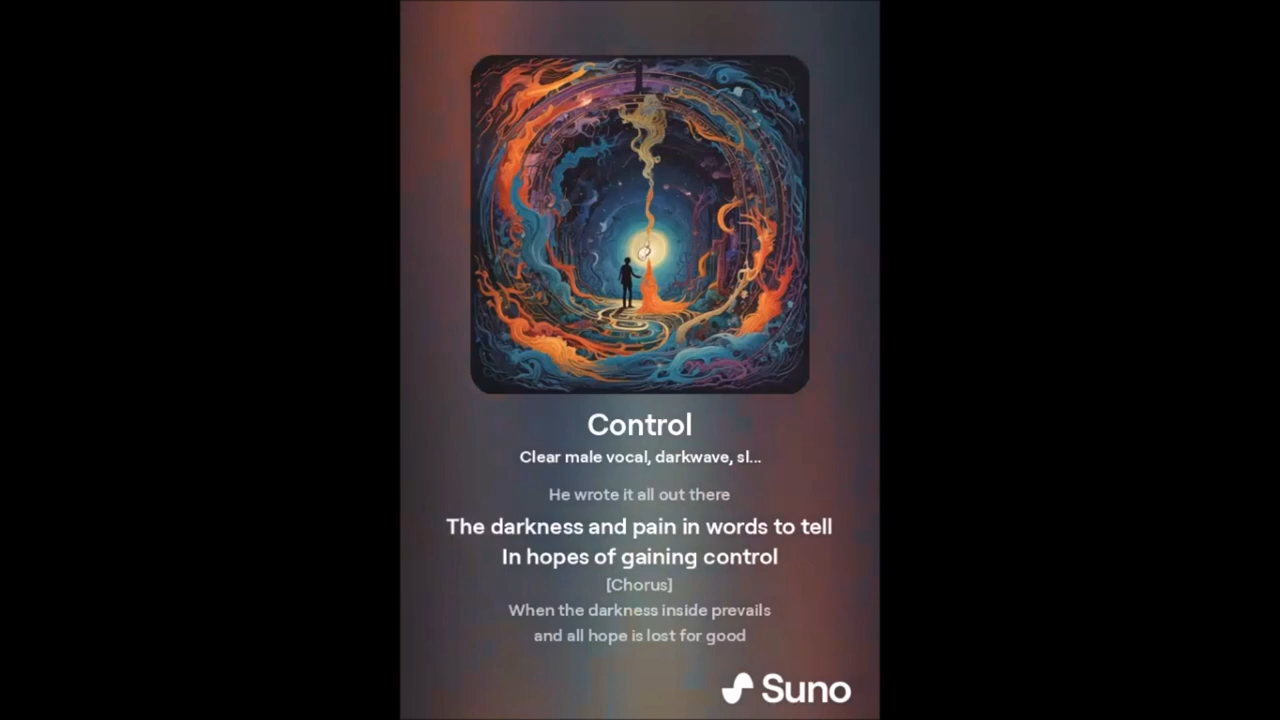 Control
Clear male vocal, darkwave, sl...
He wrote it all out there
The darkness and pain in words to tell
In hopes of gaining control
[Chorus]
When the darkness inside prevails
and all hope is lost for good
Suno